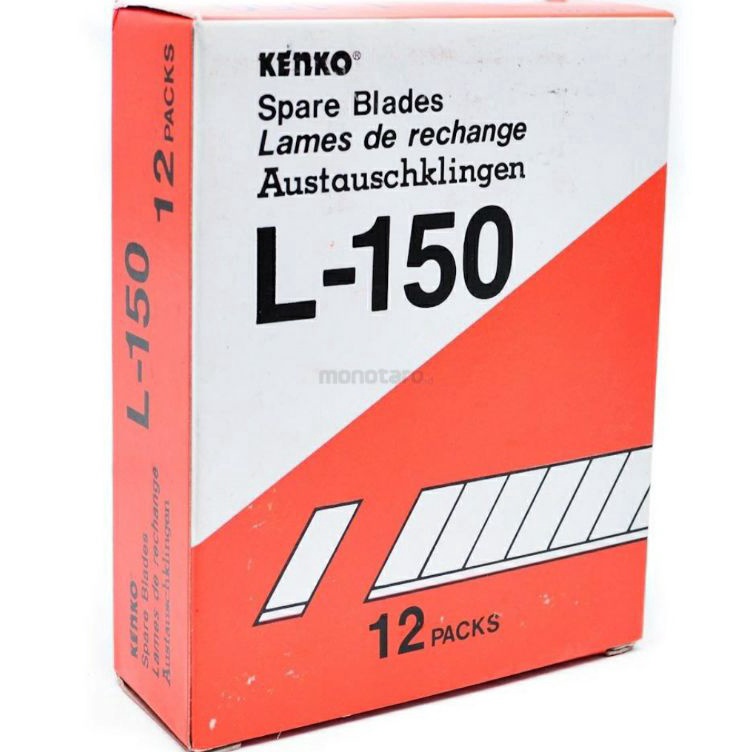 KENKO®
Spare Blades
Lames de rechange
Austauschklingen
L-150
monotaro
12 PACKS
L-150 12 PACKS
KENKO
Spare Blades
Lames de rechange
Austauschklingen